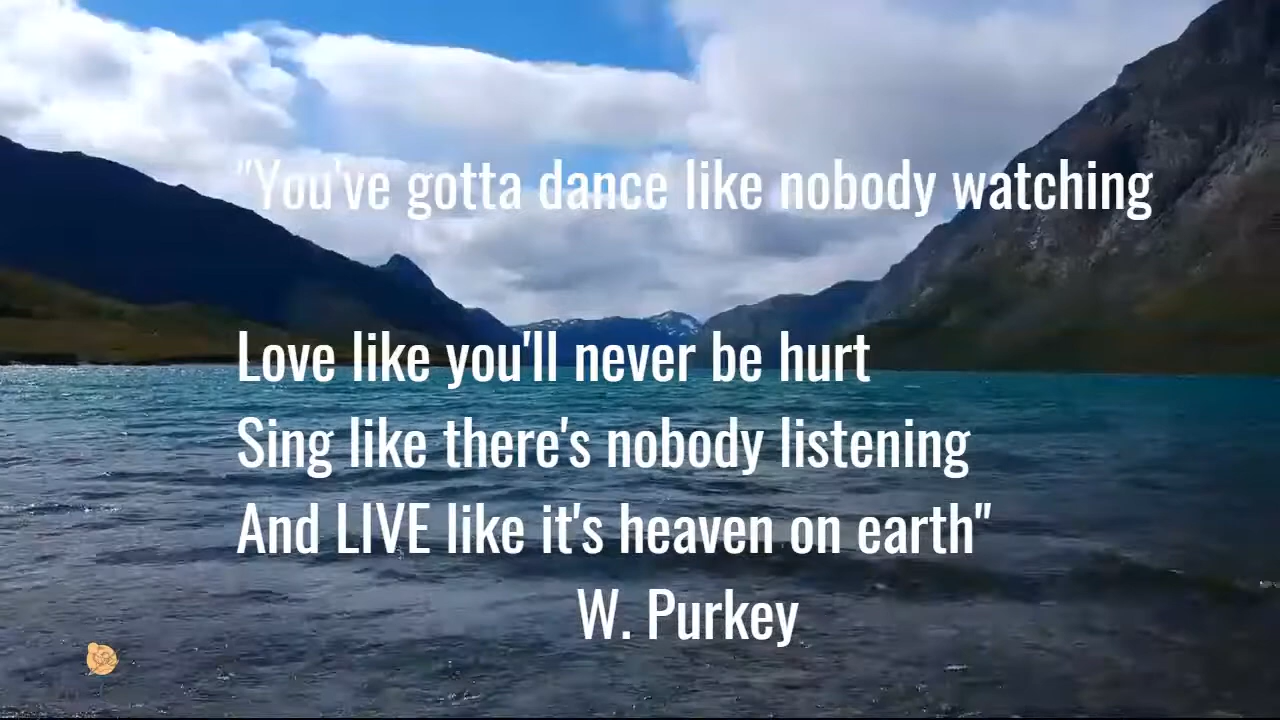 "You've gotta dance like nobody watching
Love like you'll never be hurt
Sing like there's nobody listening
And LIVE like it's heaven on earth"
W. Purkey